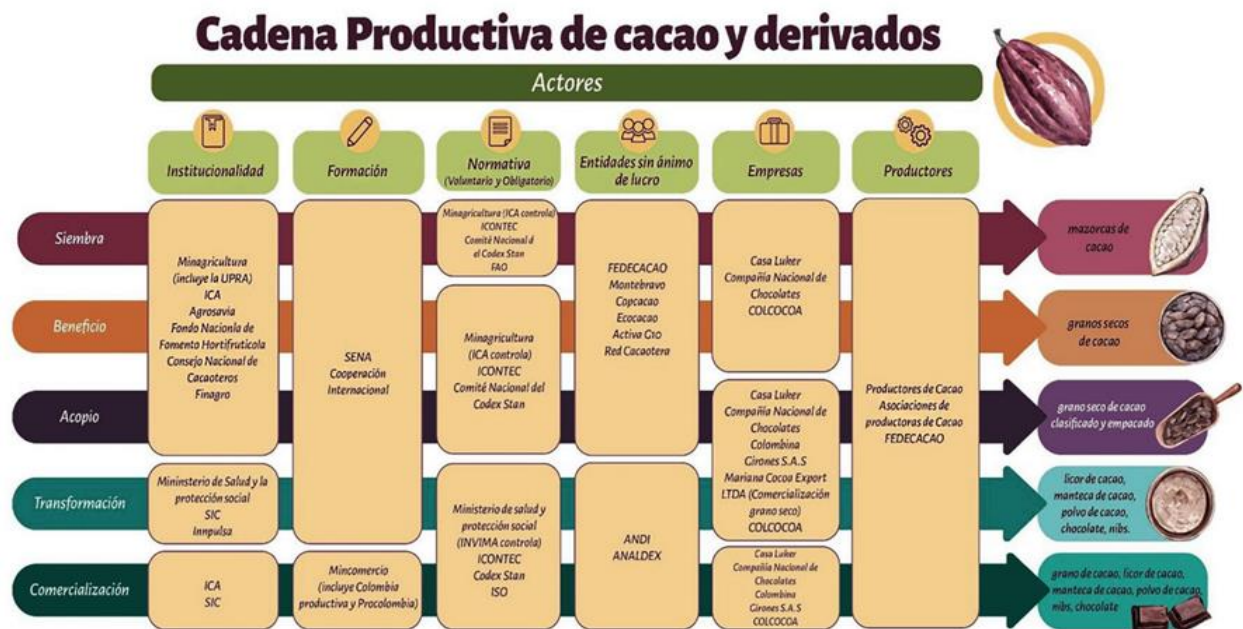 Cadena Productiva de cacao y derivados
Actores
Institucionalidad
Formación
Normativa
(Voluntario y Obligatorio)
Entidades sin ánimo
de lucro
Empresas
Productores
Siembra
Beneficio
Acopio
Transformación
Comercialización
Minagricultura
(incluye la UPRA)
ICA
Agrosavia
Fondo Nacionla de
Fomento Hortifrutícola
Consejo Nacional de
Cacaoteros
Finagro
Mininsterio de Salud y la
protección social
SIC
Innpulsa
ICA
SIC
SENA
Cooperación
Internacional
Mincomercio
(incluye Colombia
productiva y Procolombia)
Minagricultura (ICA controla)
ICONTEC
Comité Nacional d
el Codex Stan
FAO
Minagricultura
(ICA controla)
ICONTEC
Comité Nacional del
Codex Stan
Ministerio de salud y
protección social
(INVIMA controla)
ICONTEC
Codex Stan
ISO
FEDECACAO
Montebravo
Copcacao
Ecocacao
Activa G10
Red Cacaotera
ANDI
ANALDEX
Casa Luker
Compañía Nacional de
Chocolates
COLCOCOA
Casa Luker
Compañía Nacional de
Chocolates
Colombina
Girones S.A.S
Mariana Cocoa Export
LTDA (Comercialización
grano seco)
COLCOCOA
Casa Luker
Compañía Nacional de
Chocolates
Colombina
Girones S.A.S
COLCOCOA
Productores de Cacao
Asociaciones de
productoras de Cacao
FEDECACAO
mazorcas de
cacao
granos secos
de cacao
grano seco de cacao
clasificado y empacado
licor de cacao,
manteca de cacao,
polvo de cacao,
chocolate, nibs.
grano de cacao, licor de cacao,
manteca de cacao, polvo de cacao,
nibs, chocolate